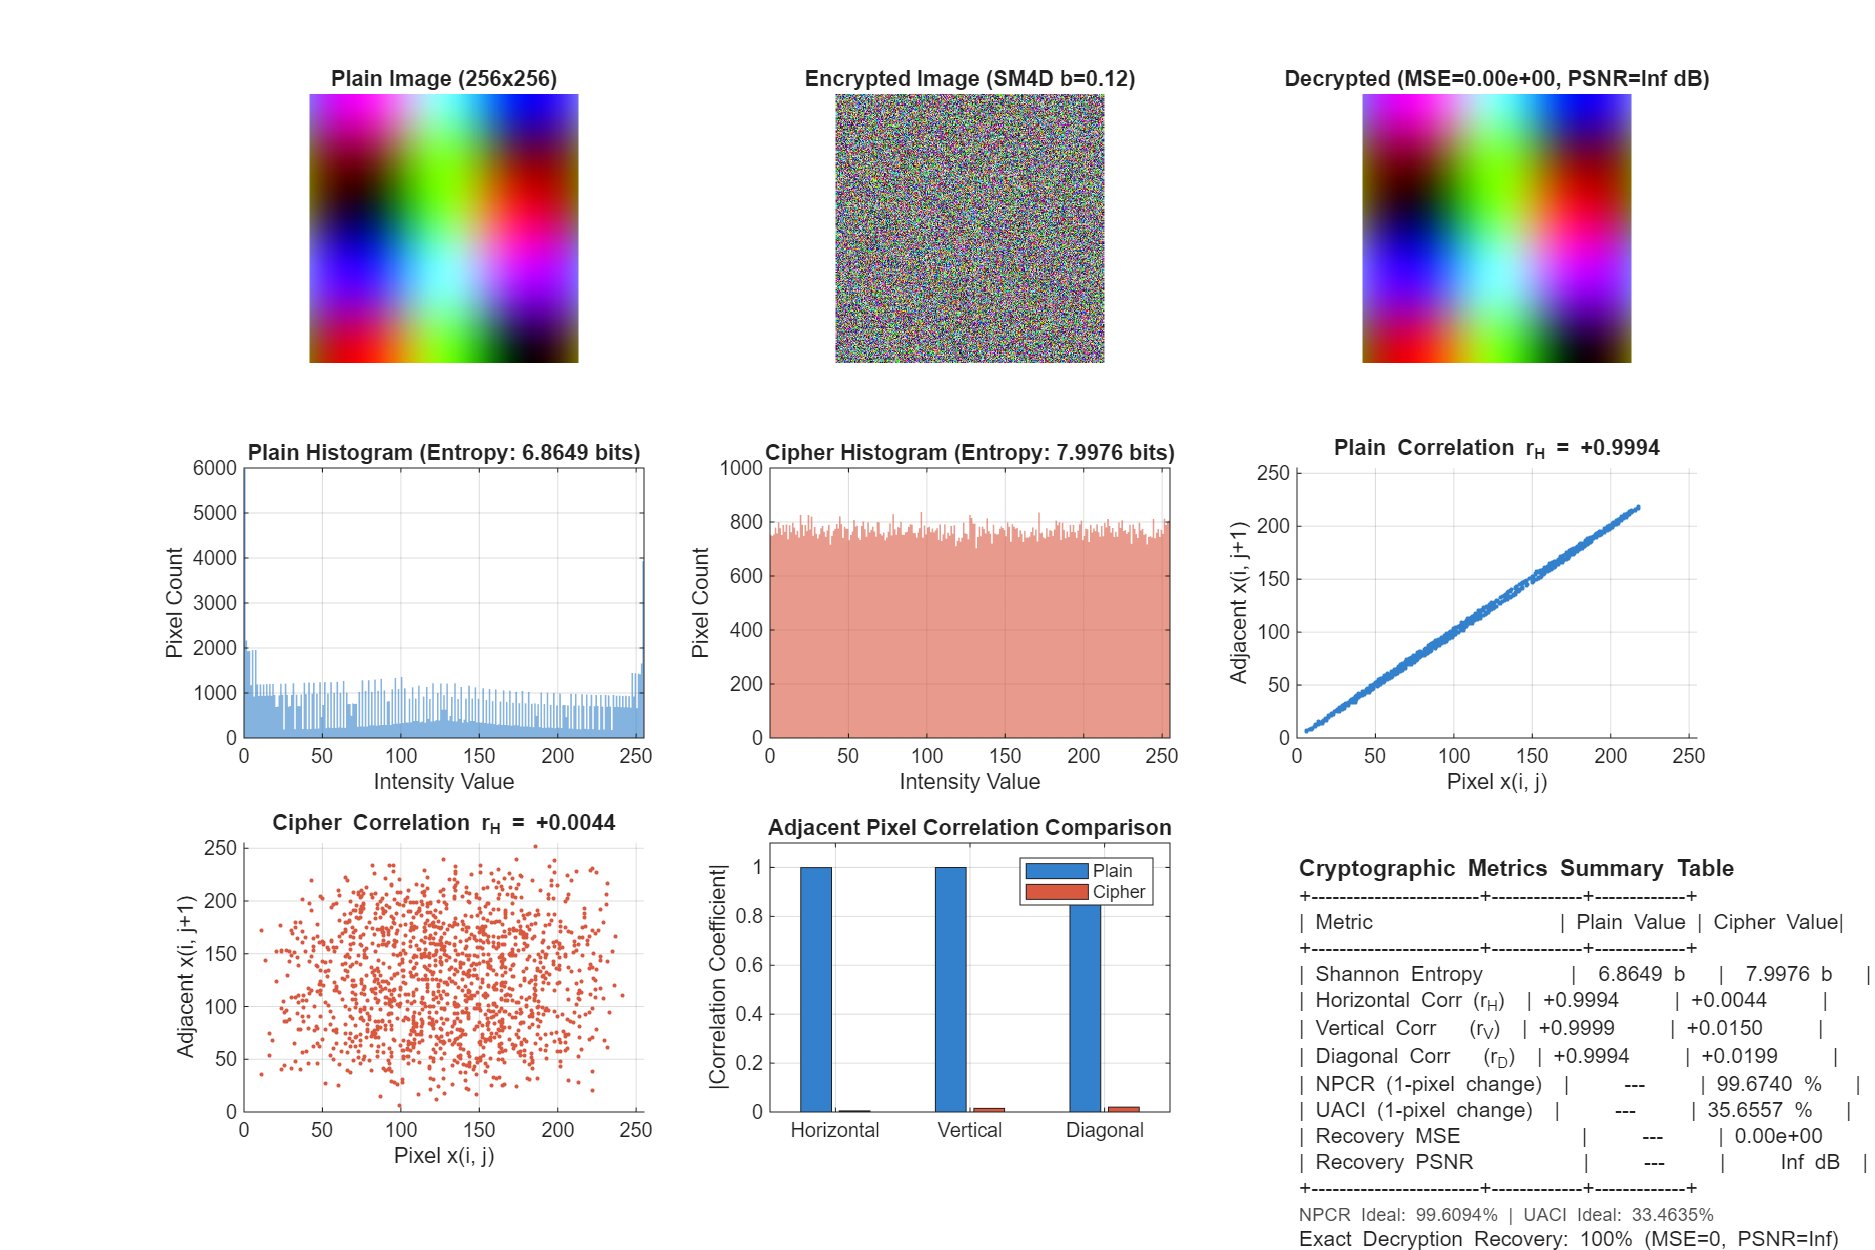 Plain Image (256x256)
Encrypted Image (SM4D b=0.12)
Decrypted (MSE=0.00e+00, PSNR=Inf dB)
Plain Histogram (Entropy: 6.8649 bits)
6000
5000
4000
3000
2000
1000
0
Pixel Count
0 50 100 150 200 250
Intensity Value
Cipher Histogram (Entropy: 7.9976 bits)
1000
800
600
400
200
0
Pixel Count
0 50 100 150 200 250
Intensity Value
Plain Correlation r_H = +0.9994
250
200
150
100
50
0
Adjacent x(i, j+1)
0 50 100 150 200 250
Pixel x(i, j)
Cipher Correlation r_H = +0.0044
250
200
150
100
50
0
Adjacent x(i, j+1)
0 50 100 150 200 250
Pixel x(i, j)
Adjacent Pixel Correlation Comparison
1
0.8
0.6
0.4
0.2
0
|Correlation Coefficient|
Plain
Cipher
Horizontal Vertical Diagonal
Cryptographic Metrics Summary Table
+------------------------+-------------+-------------+
| Metric | Plain Value | Cipher Value|
+------------------------+-------------+-------------+
| Shannon Entropy | 6.8649 b | 7.9976 b |
| Horizontal Corr (r_H) | +0.9994 | +0.0044 |
| Vertical Corr (r_V) | +0.9999 | +0.0150 |
| Diagonal Corr (r_D) | +0.9994 | +0.0199 |
| NPCR (1-pixel change) | --- | 99.6740 % |
| UACI (1-pixel change) | --- | 35.6557 % |
| Recovery MSE | --- | 0.00e+00
| Recovery PSNR | --- | Inf dB |
+------------------------+-------------+-------------+
NPCR Ideal: 99.6094% | UACI Ideal: 33.4635%
Exact Decryption Recovery: 100% (MSE=0, PSNR=Inf)